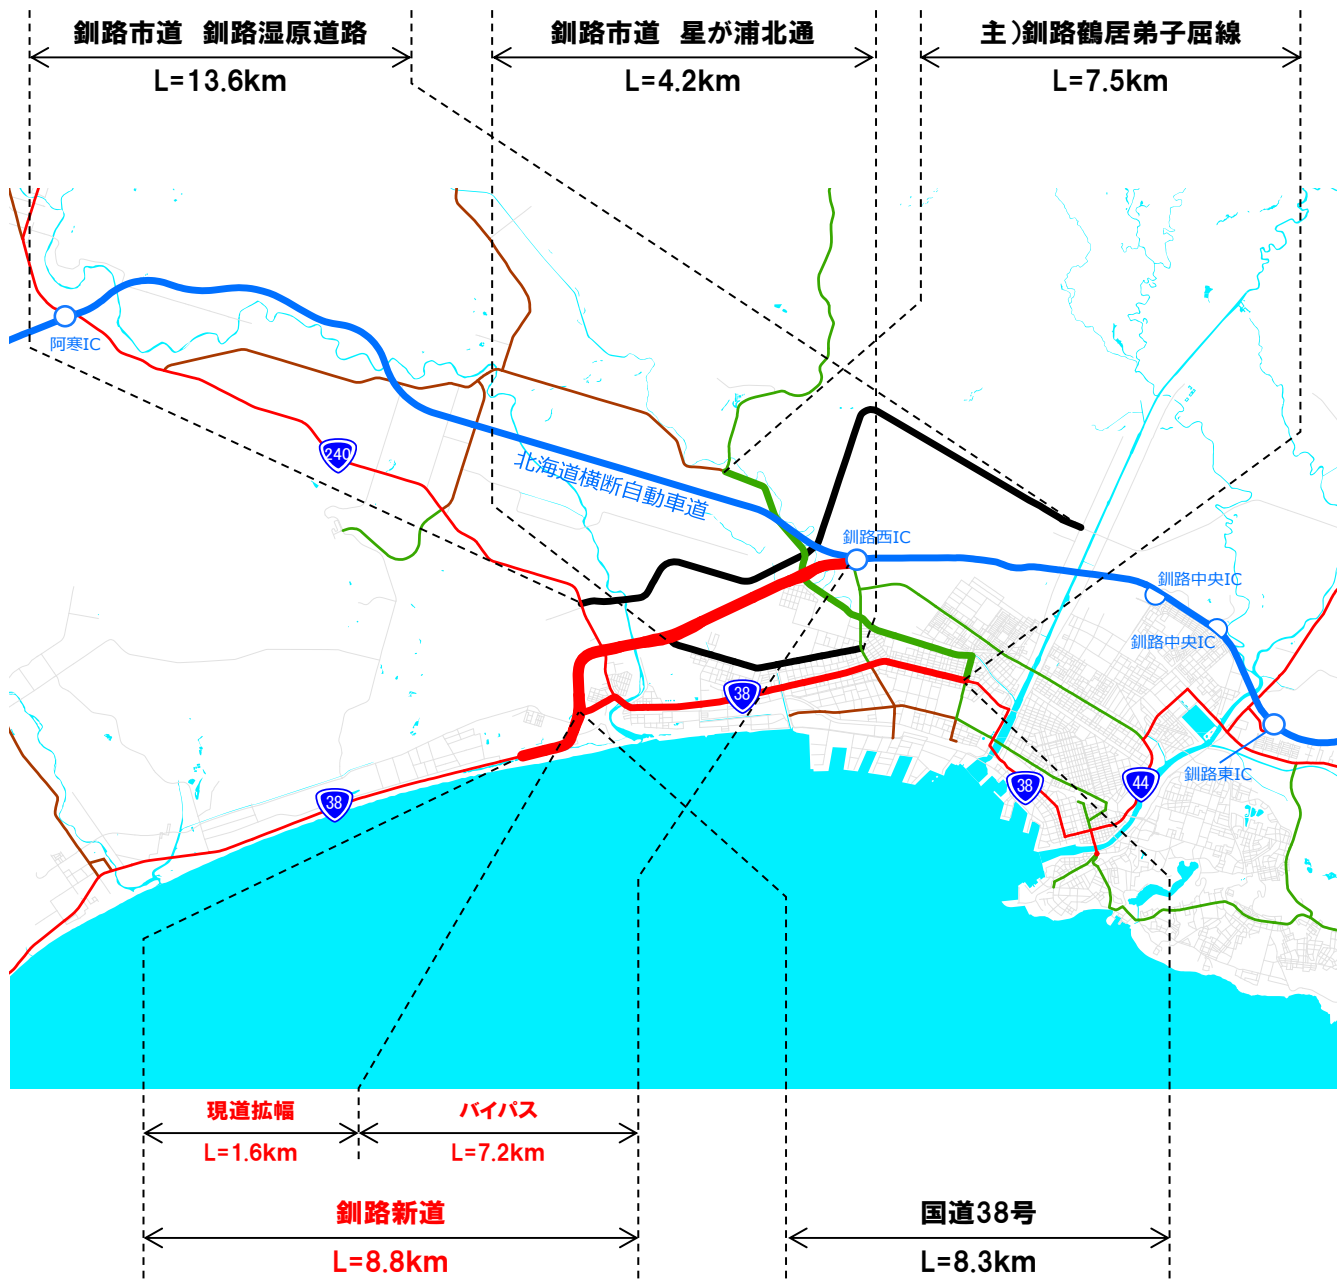 釧路市道 釧路湿原道路
L=13.6km
釧路市道 星が浦北通
L=4.2km
主)釧路鶴居弟子屈線
L=7.5km
阿寒IC
240
北海道横断自動車道
釧路西IC
釧路中央IC
釧路中央IC
38
釧路東IC
38
38
44
現道拡幅
L=1.6km
バイパス
L=7.2km
釧路新道
L=8.8km
国道38号
L=8.3km